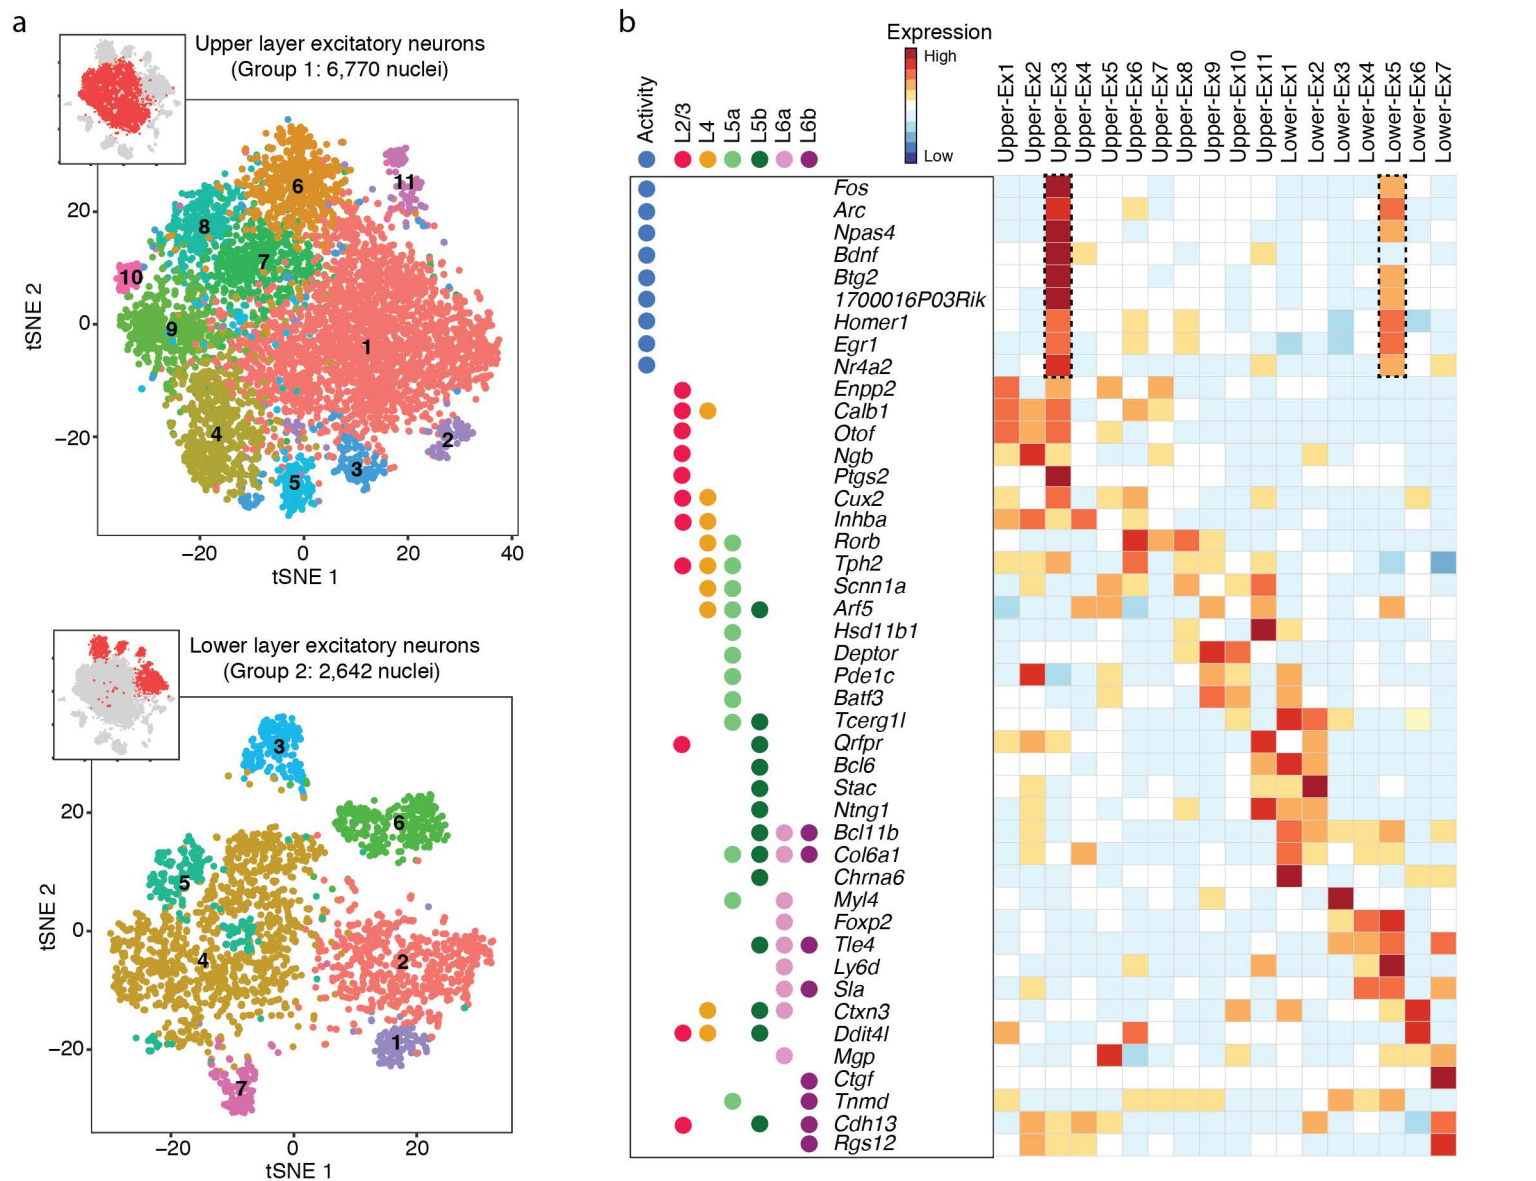 a
Upper layer excitatory neurons
(Group 1: 6,770 nuclei)
6
11
8
7
10
9
1
4
2
3
5
20
0
−20
tSNE 2
−20
0
20
40
tSNE 1
Lower layer excitatory neurons
(Group 2: 2,642 nuclei)
3
6
5
4
2
1
7
20
0
−20
tSNE 2
−20
0
20
tSNE 1
b
Expression
High
Low
Activity
L2/3
L4
L5a
L5b
L6a
L6b
Upper-Ex1
Upper-Ex2
Upper-Ex3
Upper-Ex4
Upper-Ex5
Upper-Ex6
Upper-Ex7
Upper-Ex8
Upper-Ex9
Upper-Ex10
Upper-Ex11
Lower-Ex1
Lower-Ex2
Lower-Ex3
Lower-Ex4
Lower-Ex5
Lower-Ex6
Lower-Ex7
Fos
Arc
Npas4
Bdnf
Btg2
1700016P03Rik
Homer1
Egr1
Nr4a2
Enpp2
Calb1
Otof
Ngb
Ptgs2
Cux2
Inhba
Rorb
Tph2
Scnn1a
Arf5
Hsd11b1
Deptor
Pde1c
Batf3
Tcerg1l
Qrfpr
Bcl6
Stac
Ntng1
Bcl11b
Col6a1
Chrna6
Myl4
Foxp2
Tle4
Ly6d
Sla
Ctxn3
Ddit4l
Mgp
Ctgf
Tnmd
Cdh13
Rgs12